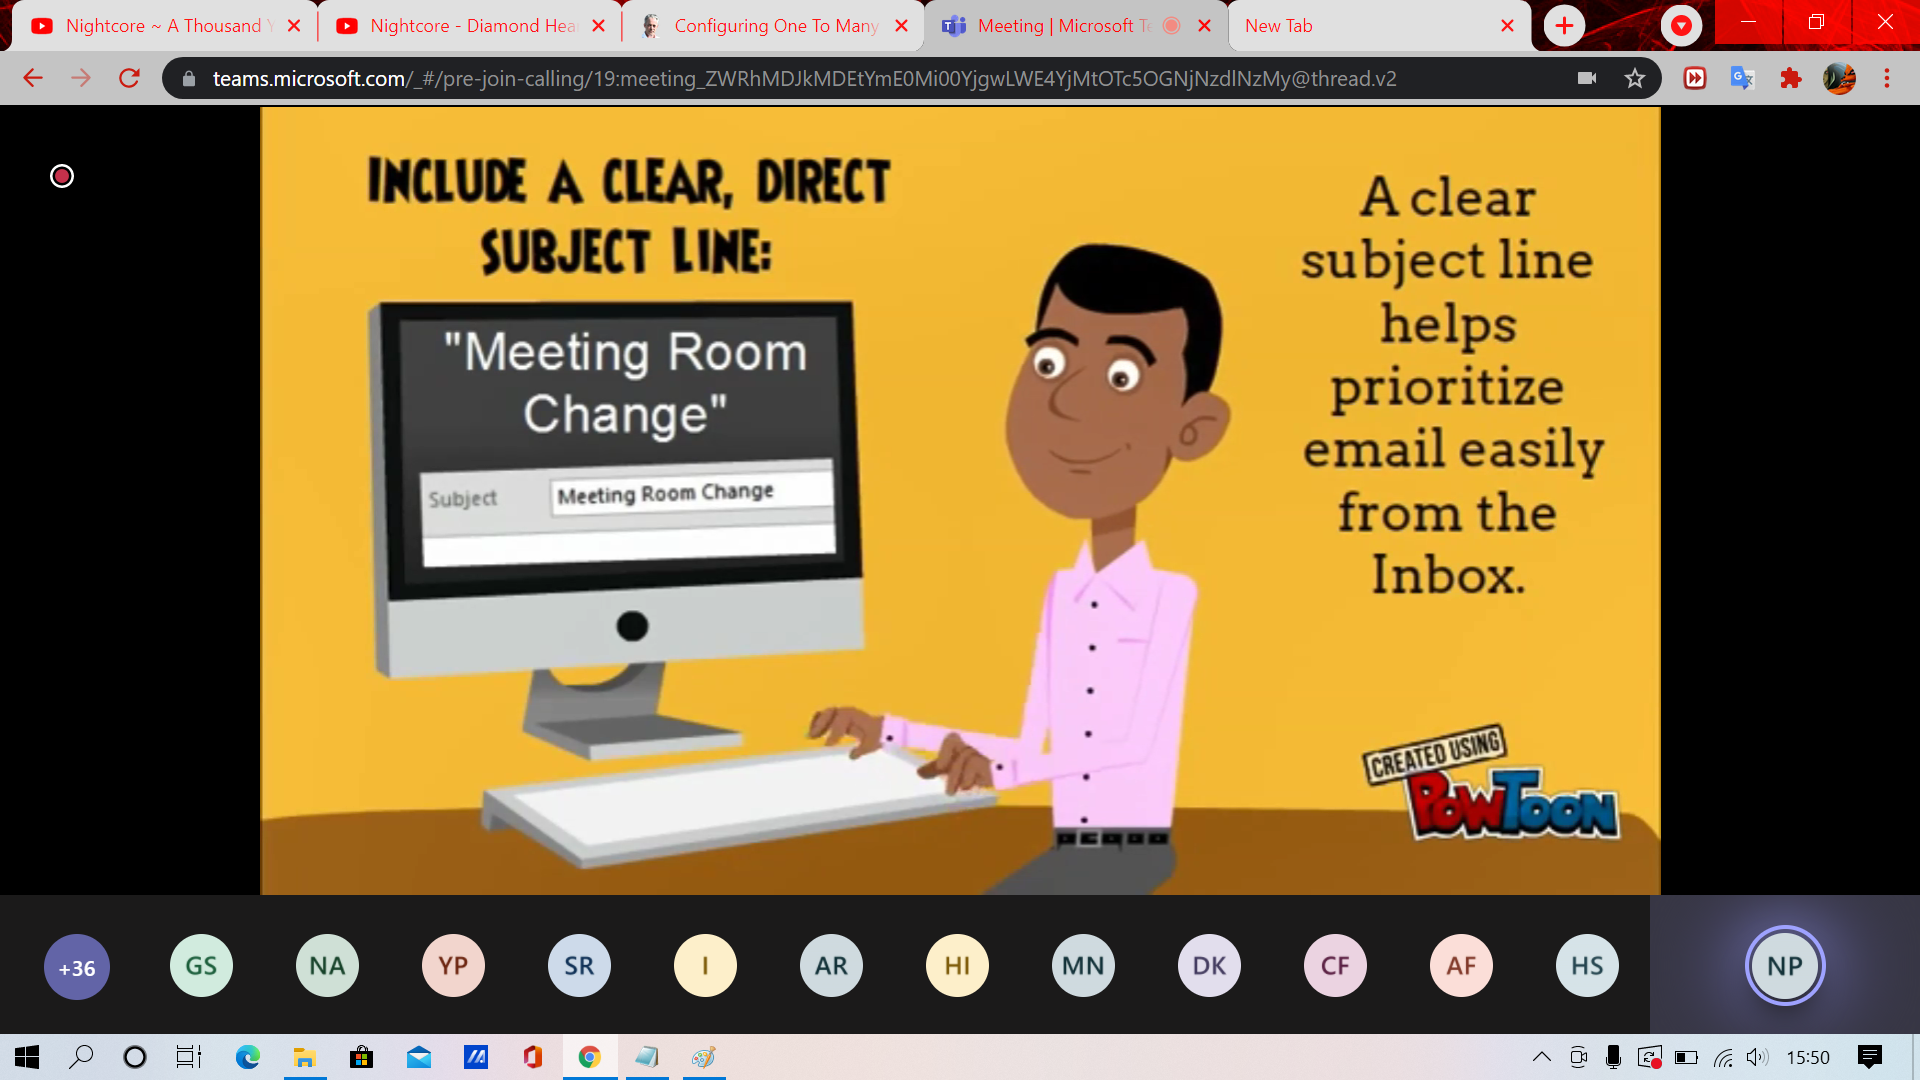 Nightcore ~ A Thousand Y
Nightcore - Diamond Hea
Configuring One To Many
Meeting | Microsoft Te
New Tab
teams.microsoft.com/_#/pre-join-calling/19:meeting_ZWRhMDJkMDEtYmE0Mi00YjgwLWE4YjMtOTc5OGNjNzdlNzMy@thread.v2
INCLUDE A CLEAR, DIRECT
SUBJECT LINE:
"Meeting Room
Change"
Subject
Meeting Room Change
A clear
subject line
helps
prioritize
email easily
from the
Inbox.
CREATED USING
POWTOON
+36
GS
NA
YP
SR
I
AR
HI
MN
DK
CF
AF
HS
NP
15:50